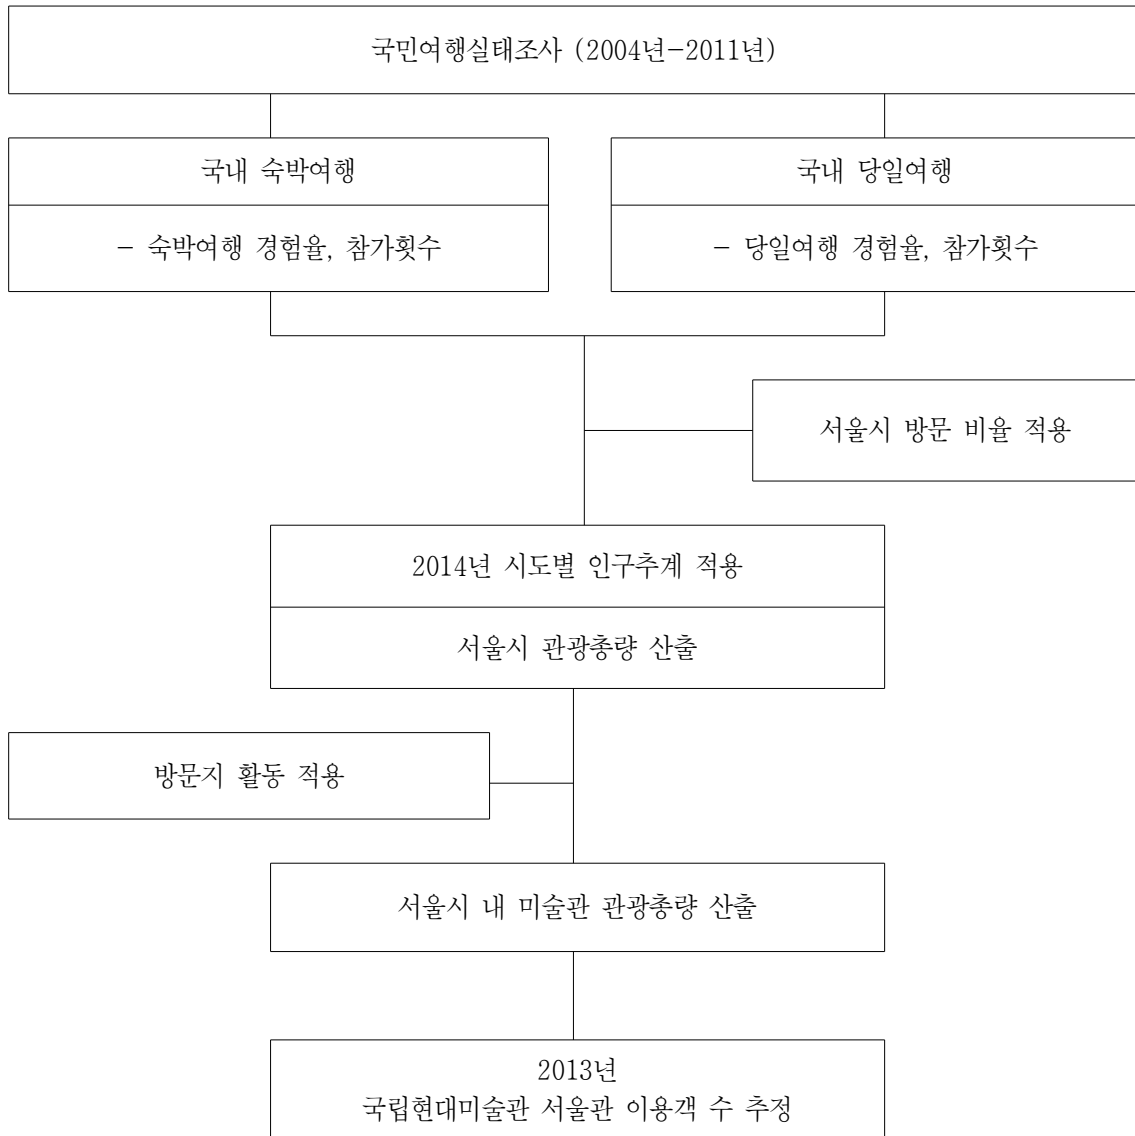 국민여행실태조사 (2004년-2011년)
국내 숙박여행
국내 당일여행
- 숙박여행 경험율, 참가횟수
- 당일여행 경험율, 참가횟수
서울시 방문 비율 적용
2014년 시도별 인구추계 적용
서울시 관광총량 산출
방문지 활동 적용
서울시 내 미술관 관광총량 산출
2013년
국립현대미술관 서울관 이용객 수 추정